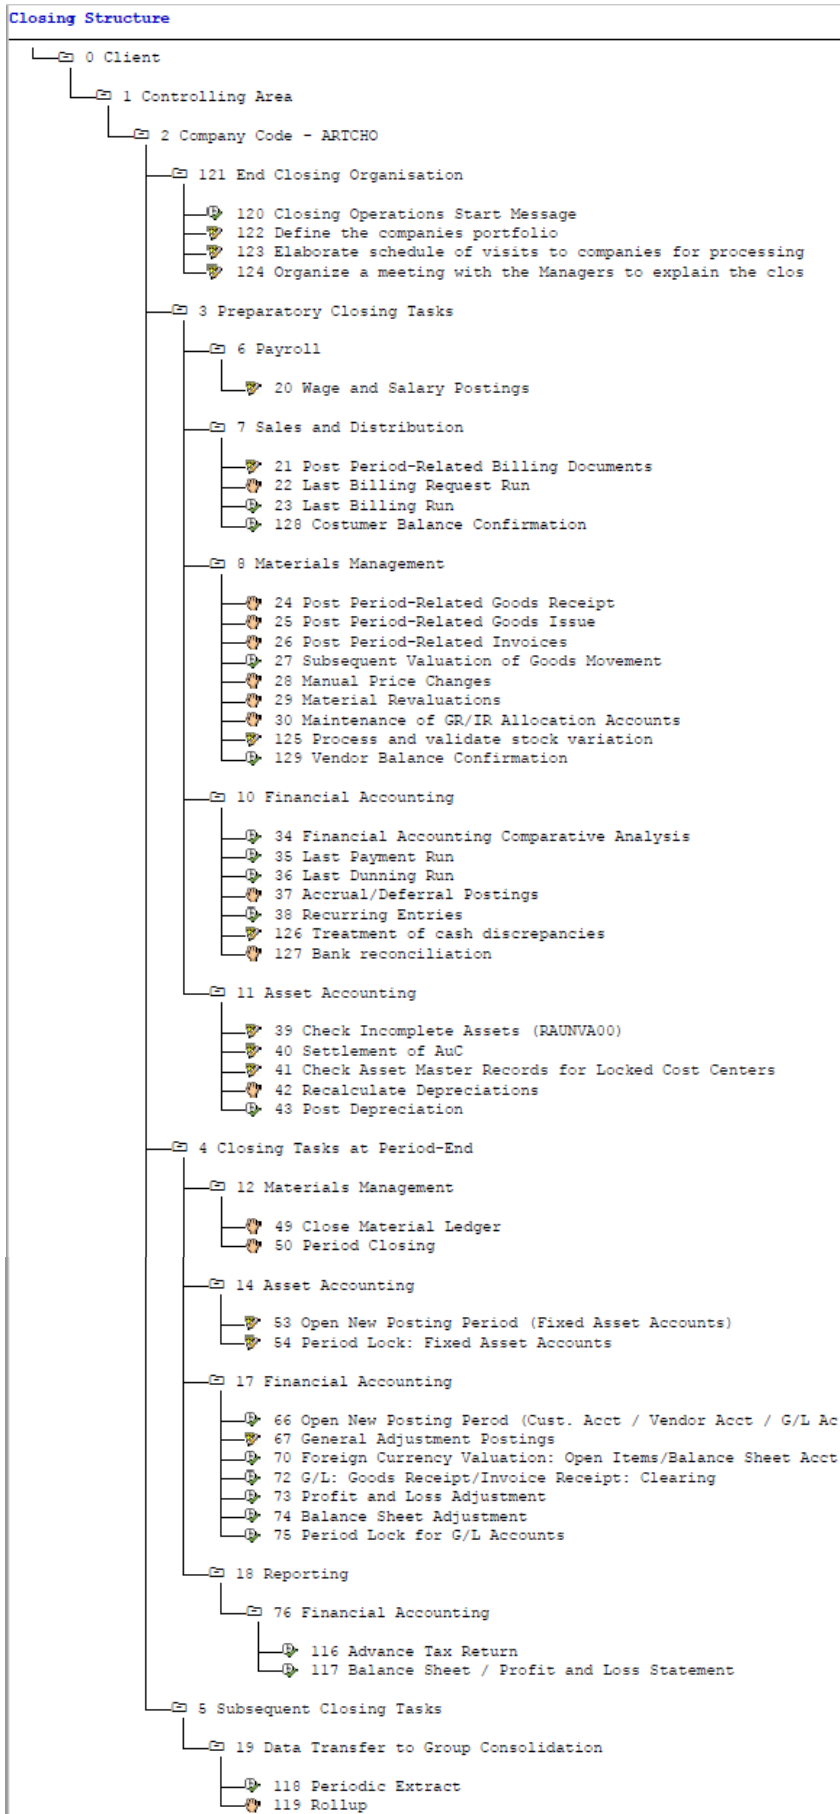 Closing Structure
0 Client
1 Controlling Area
2 Company Code - ARTCHO
121 End Closing Organisation
120 Closing Operations Start Message
122 Define the companies portfolio
123 Elaborate schedule of visits to companies for processing
124 Organize a meeting with the Managers to explain the clos
3 Preparatory Closing Tasks
6 Payroll
20 Wage and Salary Postings
7 Sales and Distribution
21 Post Period-Related Billing Documents
22 Last Billing Request Run
23 Last Billing Run
128 Costumer Balance Confirmation
8 Materials Management
24 Post Period-Related Goods Receipt
25 Post Period-Related Goods Issue
26 Post Period-Related Invoices
27 Subsequent Valuation of Goods Movement
28 Manual Price Changes
29 Material Revaluations
30 Maintenance of GR/IR Allocation Accounts
125 Process and validate stock variation
129 Vendor Balance Confirmation
10 Financial Accounting
34 Financial Accounting Comparative Analysis
35 Last Payment Run
36 Last Dunning Run
37 Accrual/Deferral Postings
38 Recurring Entries
126 Treatment of cash discrepancies
127 Bank reconciliation
11 Asset Accounting
39 Check Incomplete Assets (RAUNVA00)
40 Settlement of AuC
41 Check Asset Master Records for Locked Cost Centers
42 Recalculate Depreciations
43 Post Depreciation
4 Closing Tasks at Period-End
12 Materials Management
49 Close Material Ledger
50 Period Closing
14 Asset Accounting
53 Open New Posting Period (Fixed Asset Accounts)
54 Period Lock: Fixed Asset Accounts
17 Financial Accounting
66 Open New Posting Perod (Cust. Acct / Vendor Acct / G/L Ac
67 General Adjustment Postings
70 Foreign Currency Valuation: Open Items/Balance Sheet Acct
72 G/L: Goods Receipt/Invoice Receipt: Clearing
73 Profit and Loss Adjustment
74 Balance Sheet Adjustment
75 Period Lock for G/L Accounts
18 Reporting
76 Financial Accounting
116 Advance Tax Return
117 Balance Sheet / Profit and Loss Statement
5 Subsequent Closing Tasks
19 Data Transfer to Group Consolidation
118 Periodic Extract
119 Rollup